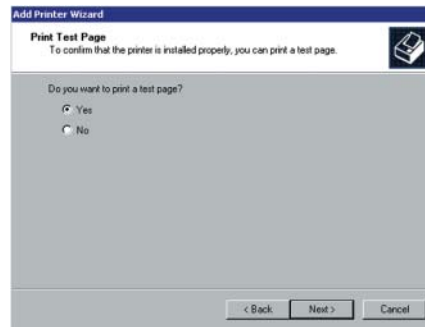 Add Printer Wizard
Print Test Page
To confirm that the printer is installed properly, you can print a test page.
Do you want to print a test page?
Yes
No
< Back Next > Cancel